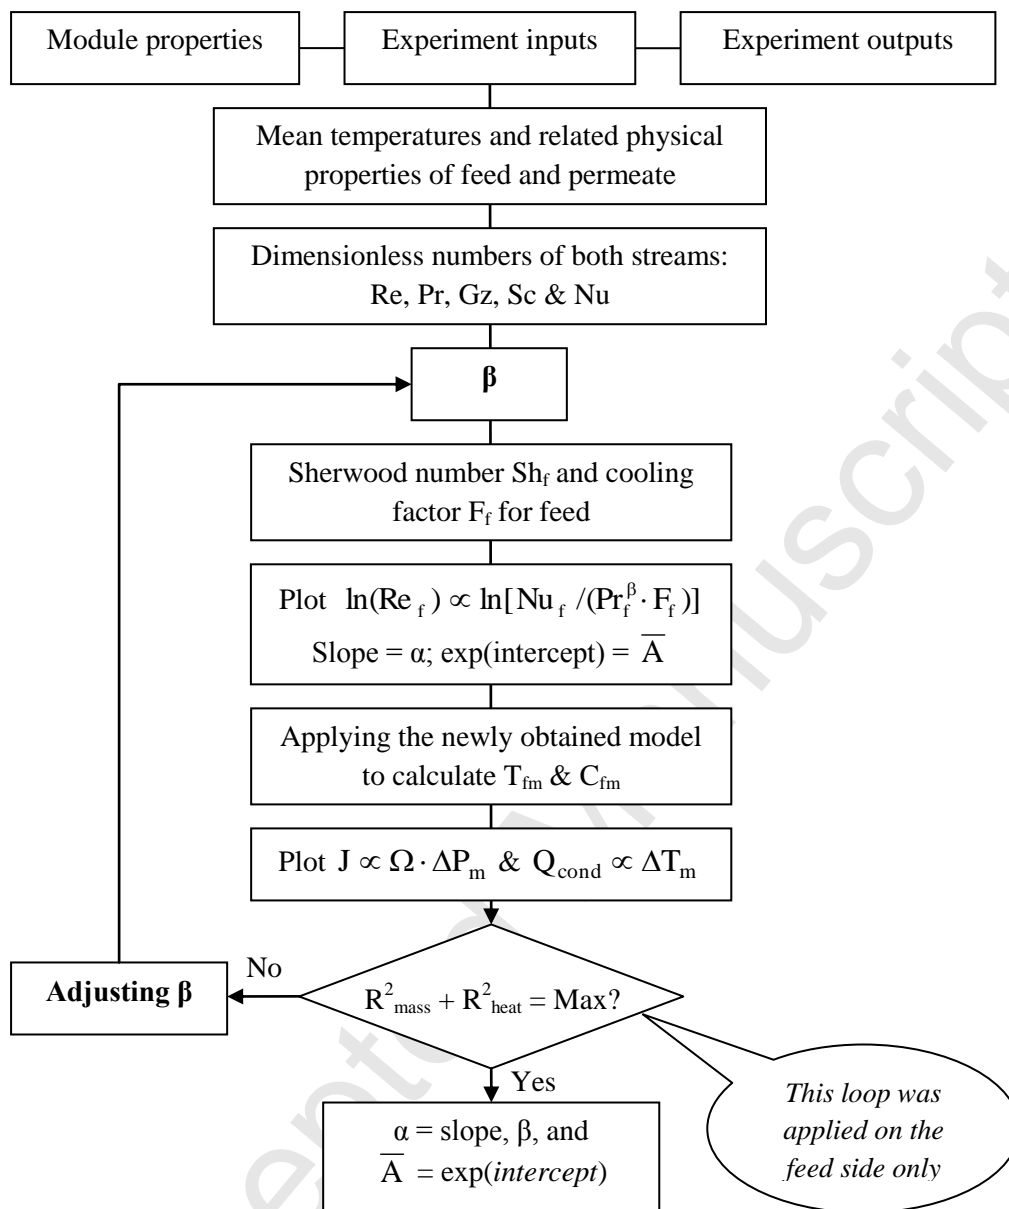 Module properties
Experiment inputs
Experiment outputs
Mean temperatures and related physical
properties of feed and permeate
Dimensionless numbers of both streams:
Re, Pr, Gz, Sc & Nu
β
Sherwood number Sh_f and cooling
factor F_f for feed
Plot ln(Re_f) ∝ ln[Nu_f /(Pr_f^β · F_f)]
Slope = α; exp(intercept) = A̅
Applying the newly obtained model
to calculate T_fm & C_fm
Plot J ∝ Ω · ΔP_m & Q_cond ∝ ΔT_m
No
Adjusting β
R²_mass + R²_heat = Max?
Yes
This loop was
applied on the
feed side only
α = slope, β, and
A̅ = exp(intercept)